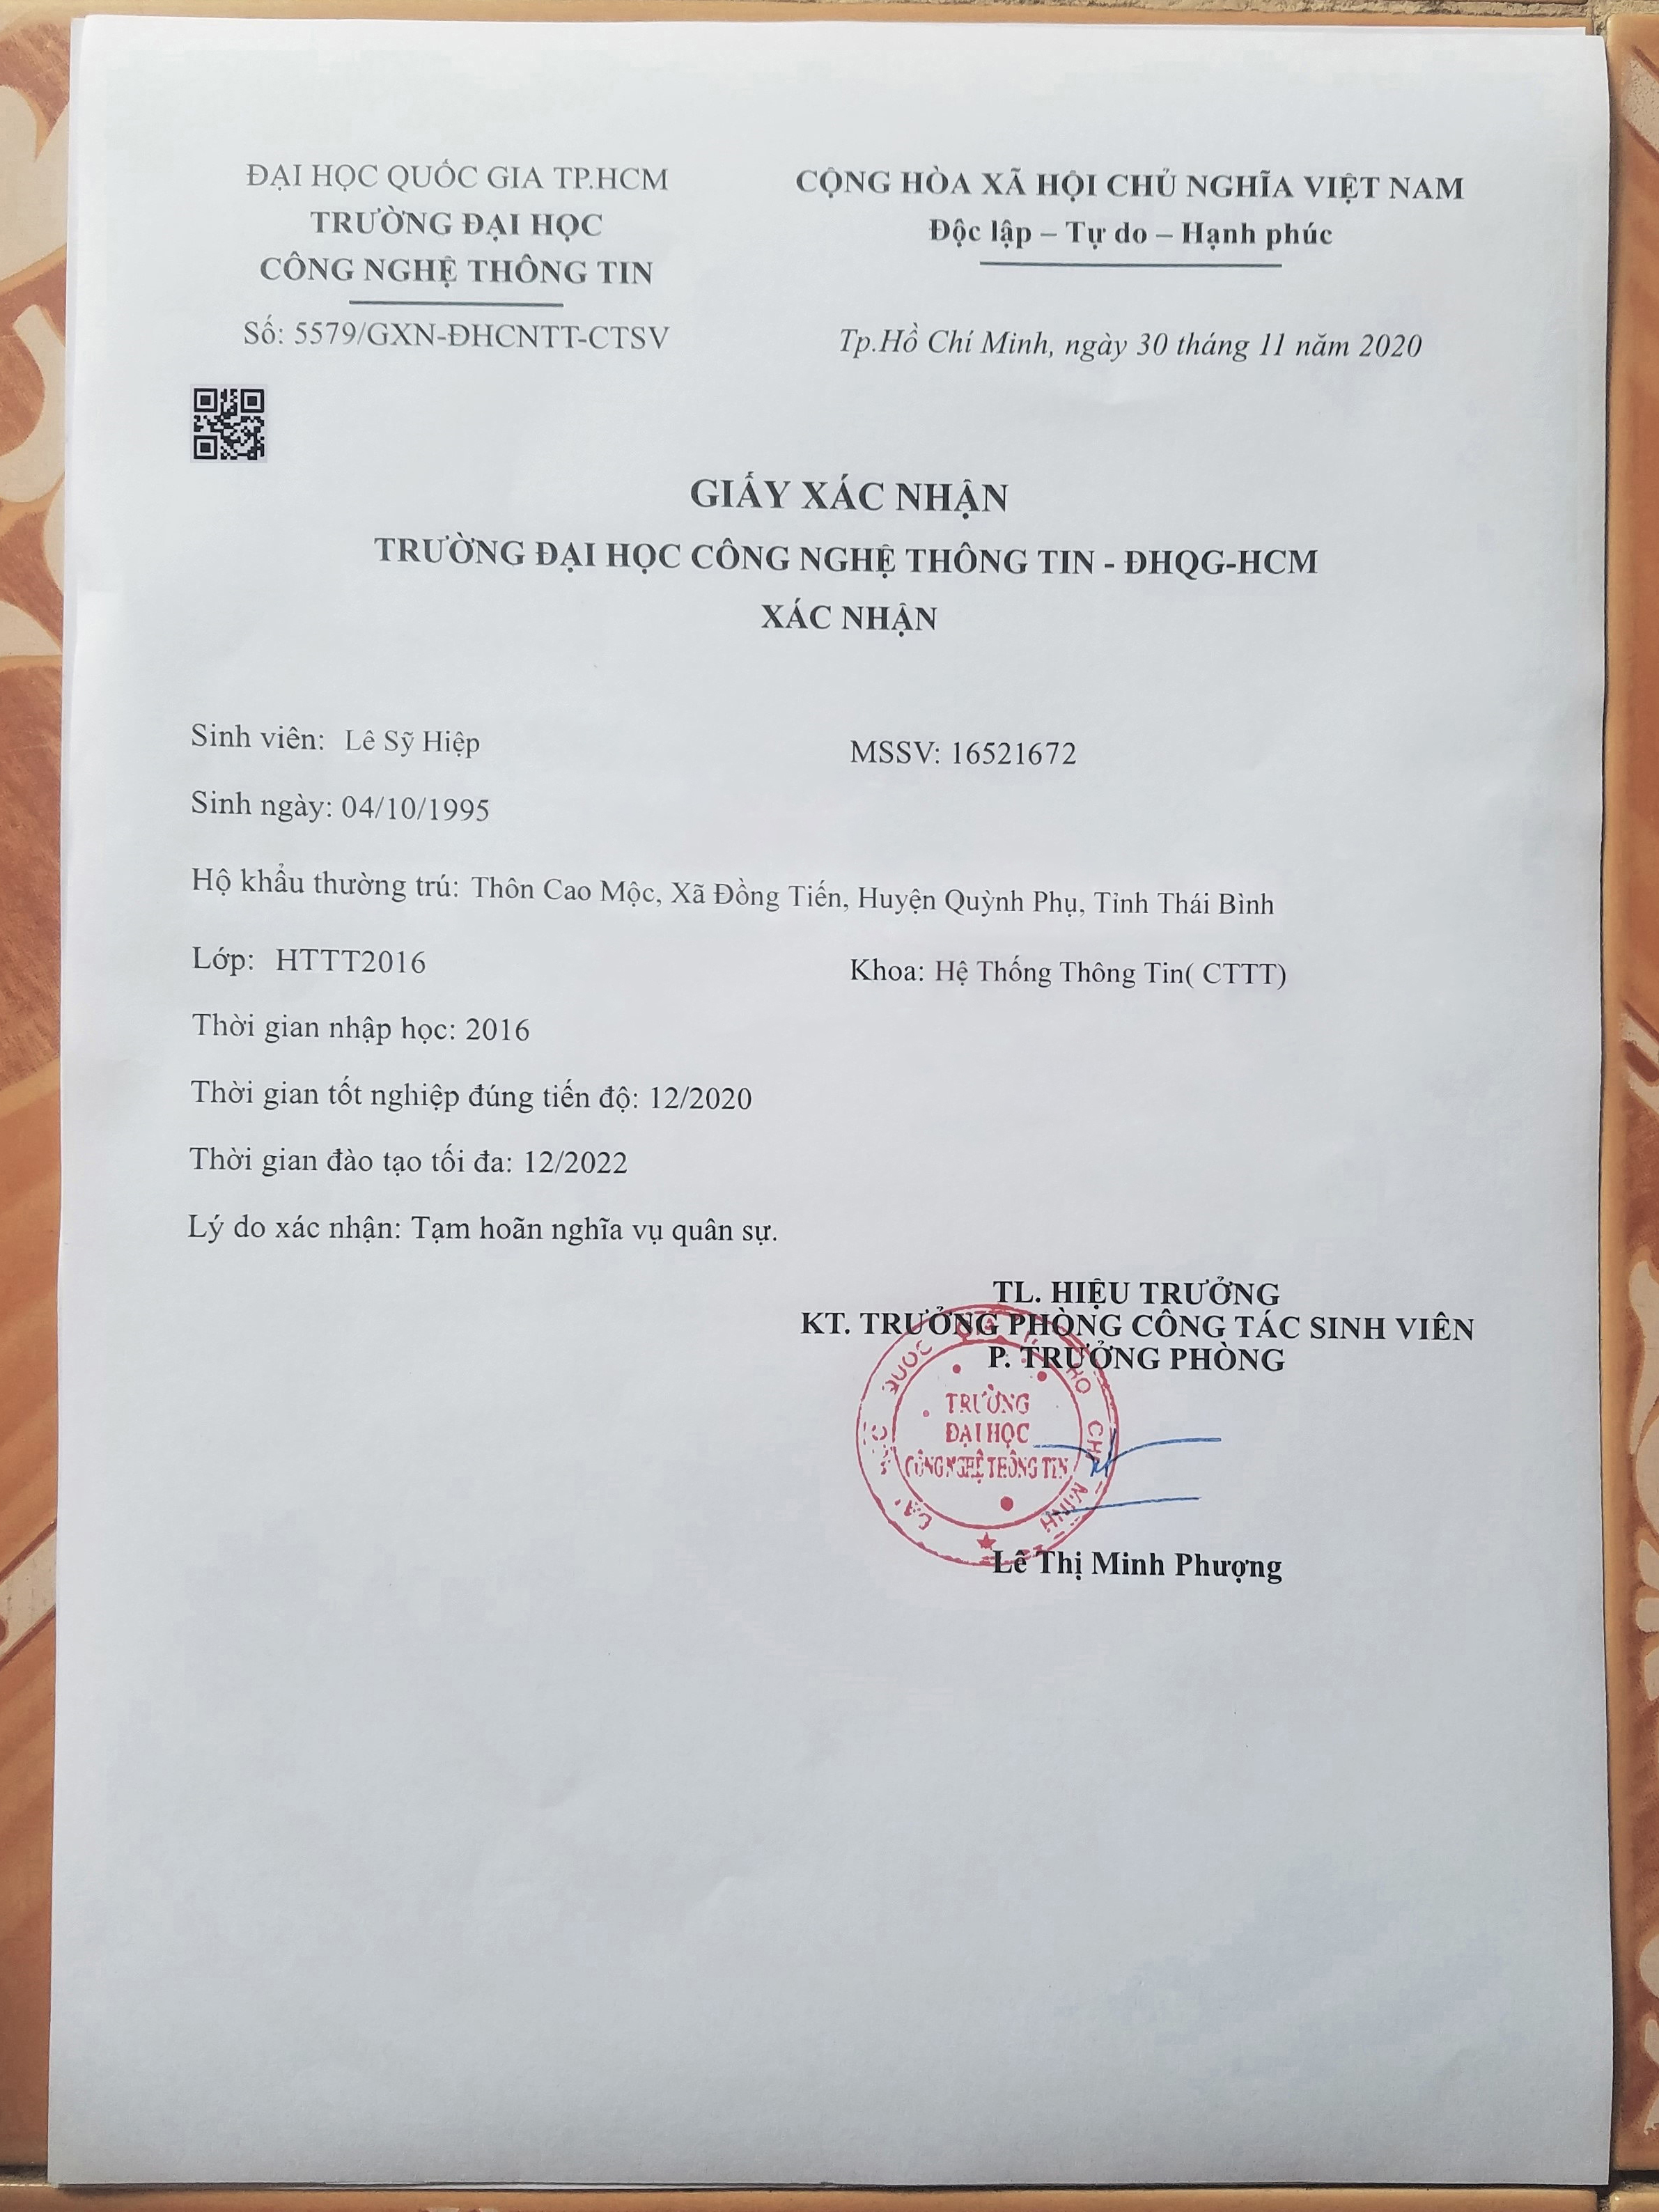 ĐẠI HỌC QUỐC GIA TP.HCM
TRƯỜNG ĐẠI HỌC
CÔNG NGHỆ THÔNG TIN
Số: 5579/GXN-ĐHCNTT-CTSV
CỘNG HÒA XÃ HỘI CHỦ NGHĨA VIỆT NAM
Độc lập – Tự do – Hạnh phúc
Tp.Hồ Chí Minh, ngày 30 tháng 11 năm 2020
GIẤY XÁC NHẬN
TRƯỜNG ĐẠI HỌC CÔNG NGHỆ THÔNG TIN - ĐHQG-HCM
XÁC NHẬN
Sinh viên: Lê Sỹ Hiệp MSSV: 16521672
Sinh ngày: 04/10/1995
Hộ khẩu thường trú: Thôn Cao Mộc, Xã Đồng Tiến, Huyện Quỳnh Phụ, Tỉnh Thái Bình
Lớp: HTTT2016 Khoa: Hệ Thống Thông Tin( CTTT)
Thời gian nhập học: 2016
Thời gian tốt nghiệp đúng tiến độ: 12/2020
Thời gian đào tạo tối đa: 12/2022
Lý do xác nhận: Tạm hoãn nghĩa vụ quân sự.
TL. HIỆU TRƯỞNG
KT. TRƯỞNG PHÒNG CÔNG TÁC SINH VIÊN
P. TRƯỞNG PHÒNG
TRƯỜNG
ĐẠI HỌC
CÔNG NGHỆ THÔNG TIN
Lê Thị Minh Phượng